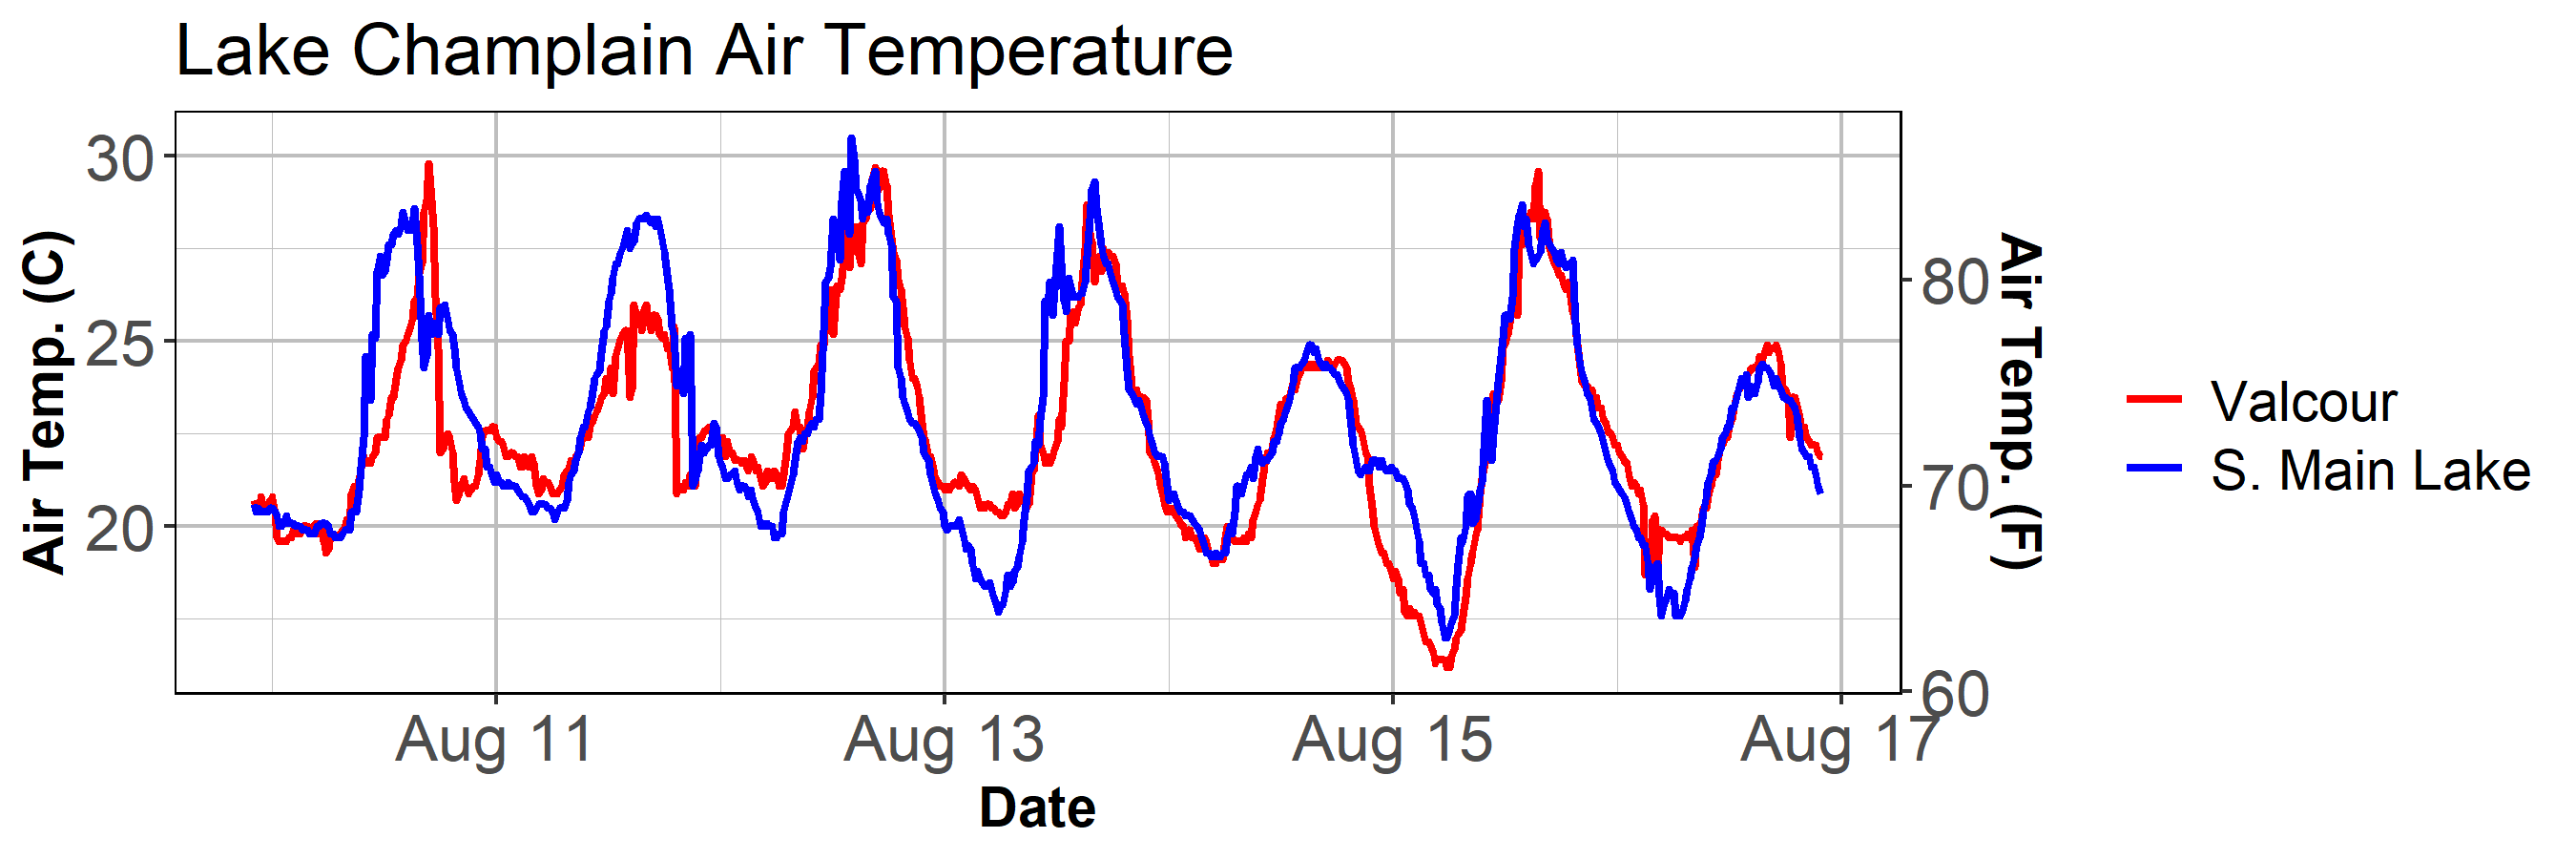 Lake Champlain Air Temperature
Air Temp. (C)
30
25
20
80
70
60
Air Temp. (F)
Aug 11
Aug 13
Aug 15
Aug 17
Date
Valcour
S. Main Lake